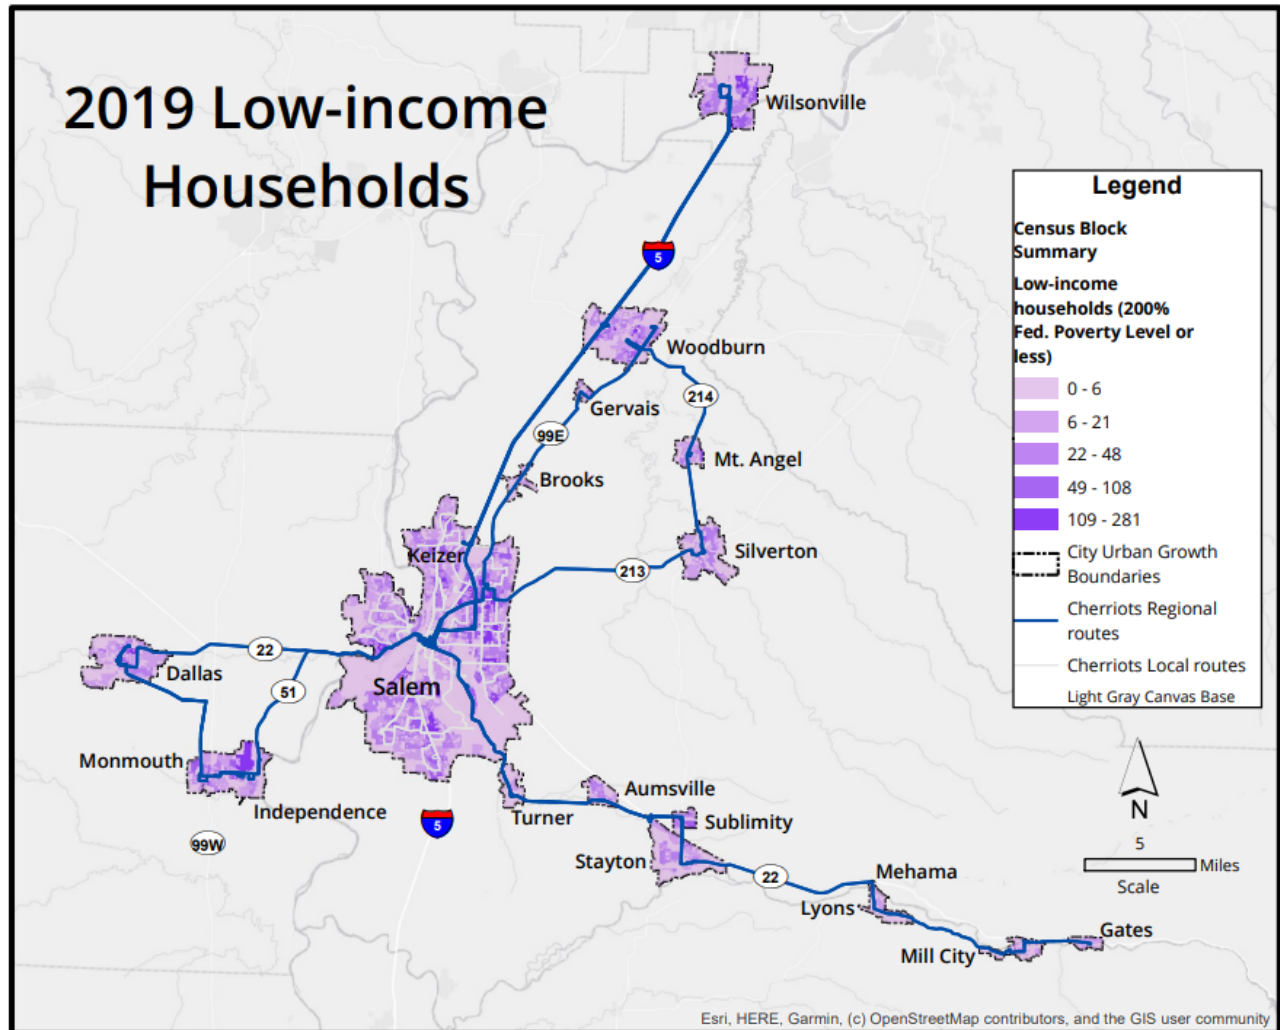 2019 Low-income
Households
Wilsonville
5
Woodburn
Gervais
214
99E
Mt. Angel
Brooks
Keizer
Silverton
213
22
Dallas
51
Salem
Monmouth
Independence
99W
5
Turner
Aumsville
Sublimity
Stayton
22
Mehama
Lyons
Mill City
Gates
Legend
Census Block
Summary
Low-income
households (200%
Fed. Poverty Level or
less)
0 - 6
6 - 21
22 - 48
49 - 108
109 - 281
City Urban Growth
Boundaries
Cherriots Regional
routes
Cherriots Local routes
Light Gray Canvas Base
N
5
Miles
Scale
Esri, HERE, Garmin, (c) OpenStreetMap contributors, and the GIS user community